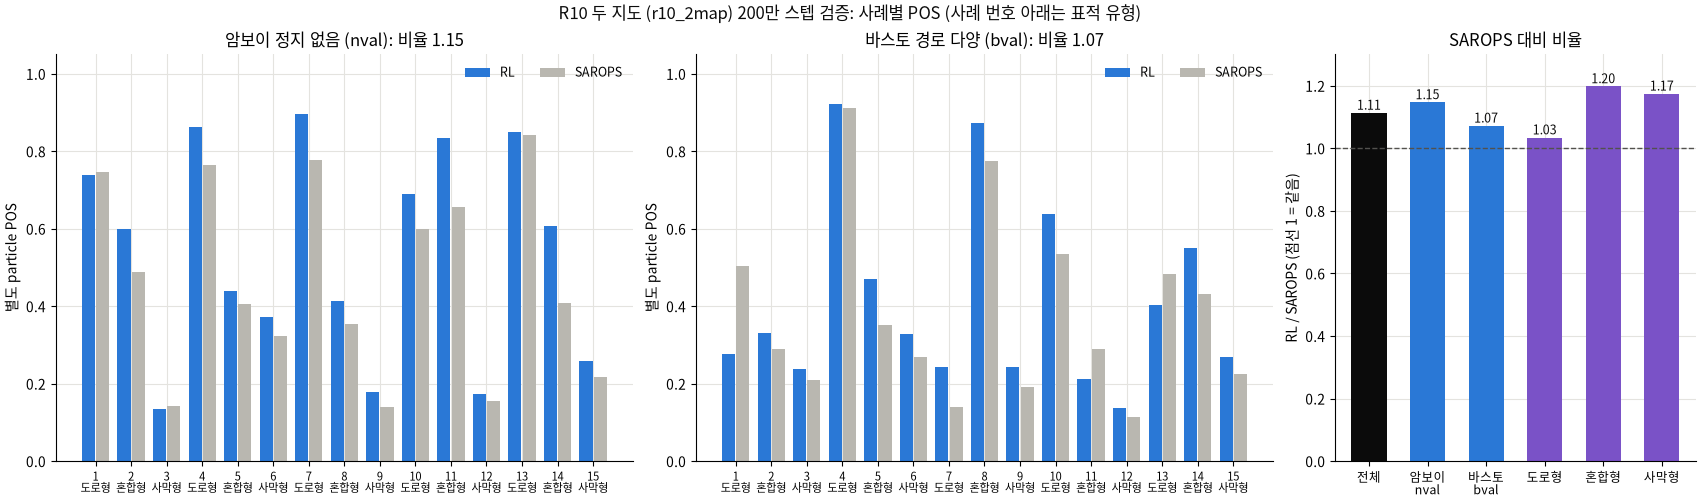 R10 두 지도 (r10_2map) 200만 스텝 검증: 사례별 POS (사례 번호 아래는 표적 유형)
암보이 정지 없음 (nval): 비율 1.15
RL
SAROPS
별도 particle POS
1.0
0.8
0.6
0.4
0.2
0.0
1 2 3 4 5 6 7 8 9 10 11 12 13 14 15
도로형 혼합형 사막형 도로형 혼합형 사막형 도로형 혼합형 사막형 도로형 혼합형 사막형 도로형 혼합형 사막형
바스토 경로 다양 (bval): 비율 1.07
RL
SAROPS
별도 particle POS
1.0
0.8
0.6
0.4
0.2
0.0
1 2 3 4 5 6 7 8 9 10 11 12 13 14 15
도로형 혼합형 사막형 도로형 혼합형 사막형 도로형 혼합형 사막형 도로형 혼합형 사막형 도로형 혼합형 사막형
SAROPS 대비 비율
RL / SAROPS (점선 1 = 같음)
1.2
1.0
0.8
0.6
0.4
0.2
0.0
1.11 1.15 1.07 1.03 1.20 1.17
전체 암보이 바스토 도로형 혼합형 사막형
nval bval